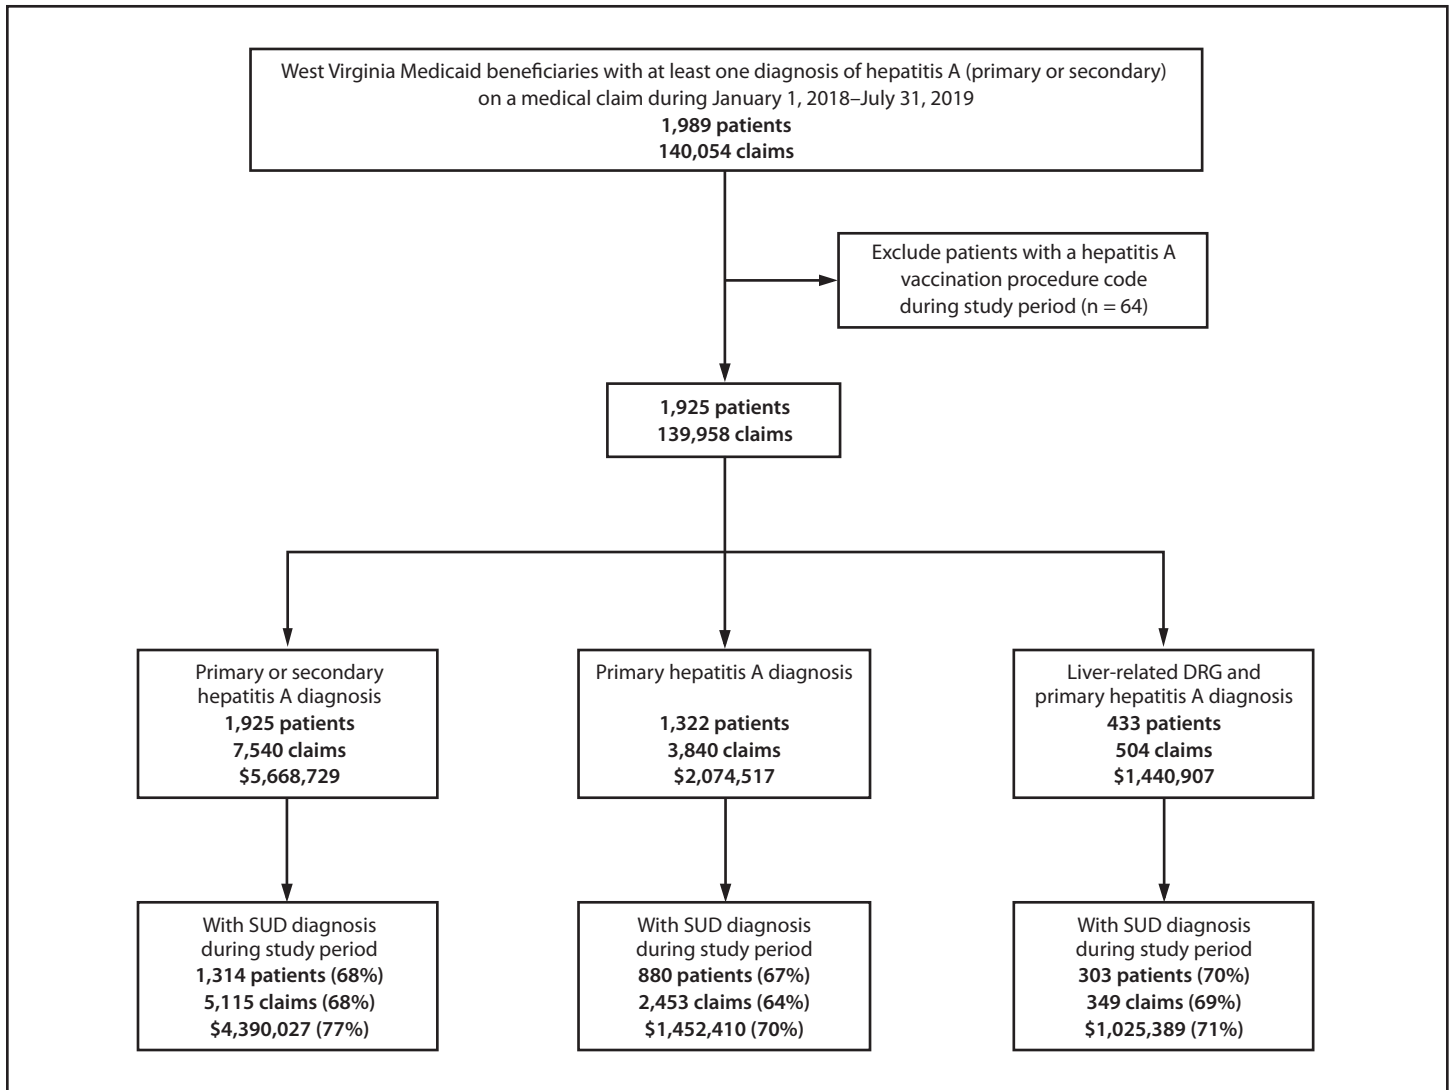 West Virginia Medicaid beneficiaries with at least one diagnosis of hepatitis A (primary or secondary)
on a medical claim during January 1, 2018–July 31, 2019
1,989 patients
140,054 claims
Exclude patients with a hepatitis A
vaccination procedure code
during study period (n = 64)
1,925 patients
139,958 claims
Primary or secondary
hepatitis A diagnosis
1,925 patients
7,540 claims
$5,668,729
Primary hepatitis A diagnosis
1,322 patients
3,840 claims
$2,074,517
Liver-related DRG and
primary hepatitis A diagnosis
433 patients
504 claims
$1,440,907
With SUD diagnosis
during study period
1,314 patients (68%)
5,115 claims (68%)
$4,390,027 (77%)
With SUD diagnosis
during study period
880 patients (67%)
2,453 claims (64%)
$1,452,410 (70%)
With SUD diagnosis
during study period
303 patients (70%)
349 claims (69%)
$1,025,389 (71%)